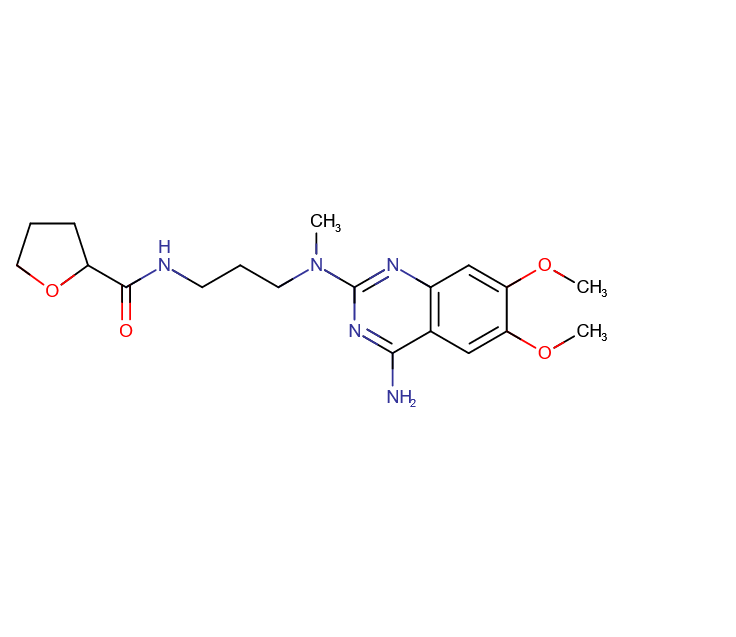 CH3
H
N N N O CH3
O
O N O CH3
NH2